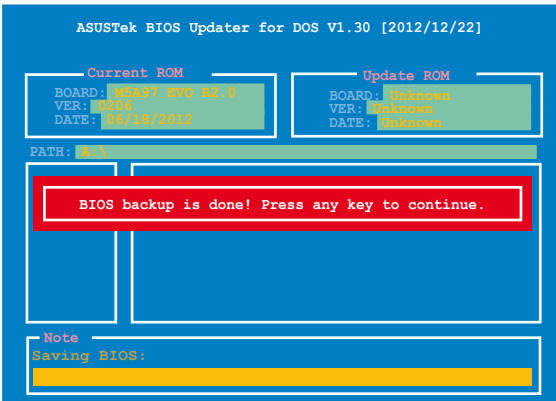 ASUSTek BIOS Updater for DOS V1.30 [2012/12/22]
Current ROM
BOARD: M5A97 EVO R2.0
VER: 0206
DATE: 06/18/2012
Update ROM
BOARD: Unknown
VER: Unknown
DATE: Unknown
PATH: A:\
BIOS backup is done! Press any key to continue.
Note
Saving BIOS: